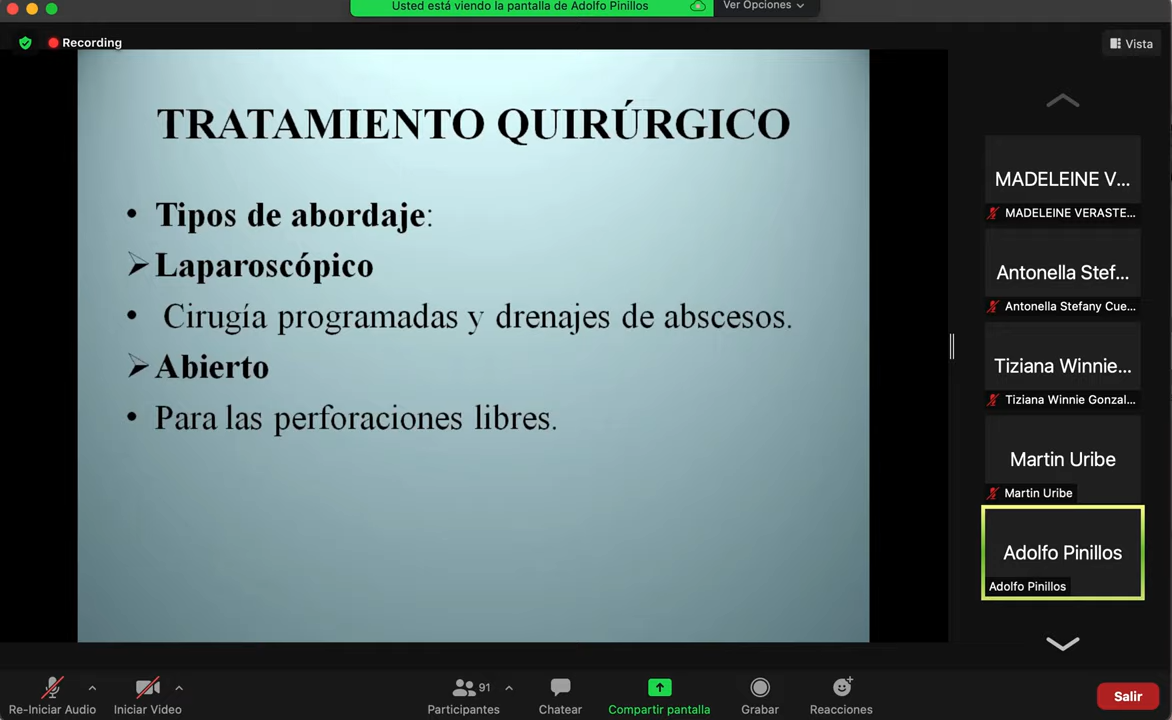 Usted está viendo la pantalla de Adolfo Pinillos
Ver Opciones
Recording
Vista
TRATAMIENTO QUIRÚRGICO
• Tipos de abordaje:
➢ Laparoscópico
• Cirugía programadas y drenajes de abscesos.
➢ Abierto
• Para las perforaciones libres.
MADELEINE V...
MADELEINE VERASTE...
Antonella Stef...
Antonella Stefany Cue...
Tiziana Winnie...
Tiziana Winnie Gonzal...
Martin Uribe
Martin Uribe
Adolfo Pinillos
Adolfo Pinillos
Re-Iniciar Audio
Iniciar Video
91
Participantes
Chatear
Compartir pantalla
Grabar
Reacciones
Salir